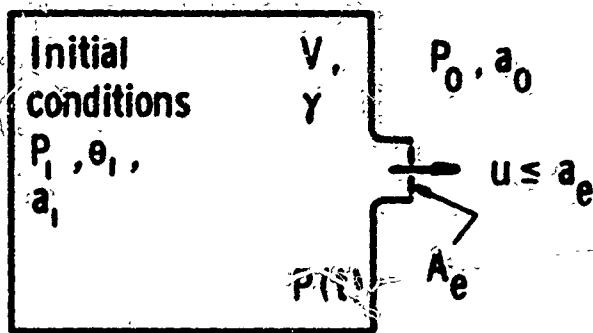 Initial conditions P₁, θ₁, a₁
V, γ
P₀, a₀
u ≤ aₑ
Aₑ
P(t)